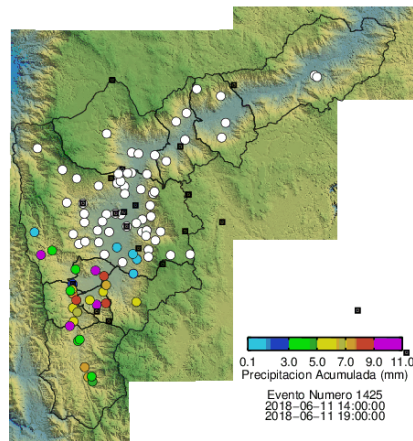 0.1 3.0 5.0 7.0 9.0 11.0
Precipitacion Acumulada (mm)
Evento Numero 1425
2018-06-11 14:00:00
2018-06-11 19:00:00